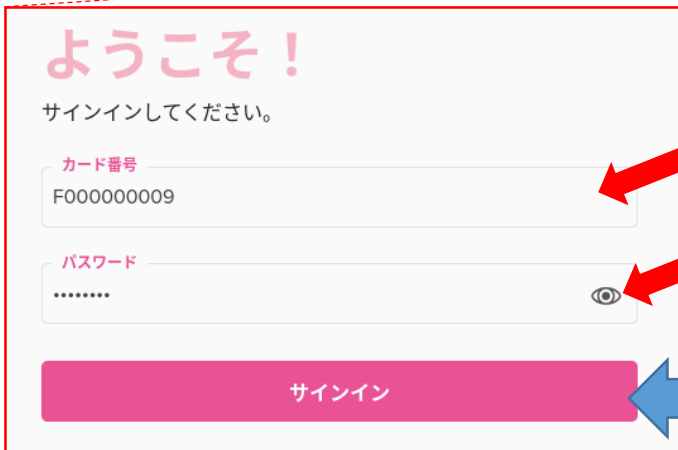 ようこそ！
サインインしてください。
カード番号
F000000009
パスワード
••••••••
サインイン